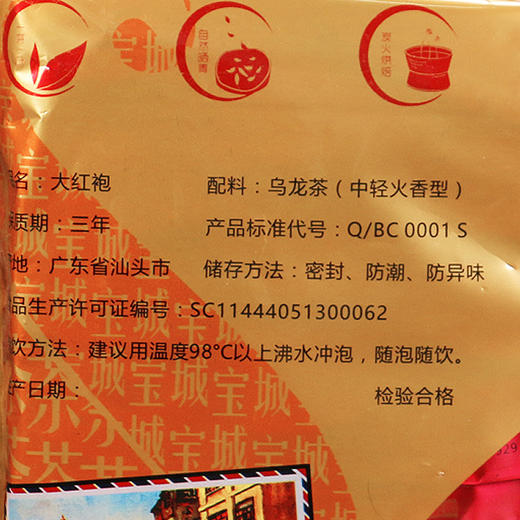 自然晒青
炭火烘焙
名：大红袍
配料：乌龙茶（中轻火香型）
质期：三年
产品标准代号：Q/BC 0001 S
地：广东省汕头市
储存方法：密封、防潮、防异味
品生产许可证编号：SC11444051300062
饮方法：建议用温度98°C以上沸水冲泡，随泡随饮。
产日期：
检验合格
宝城